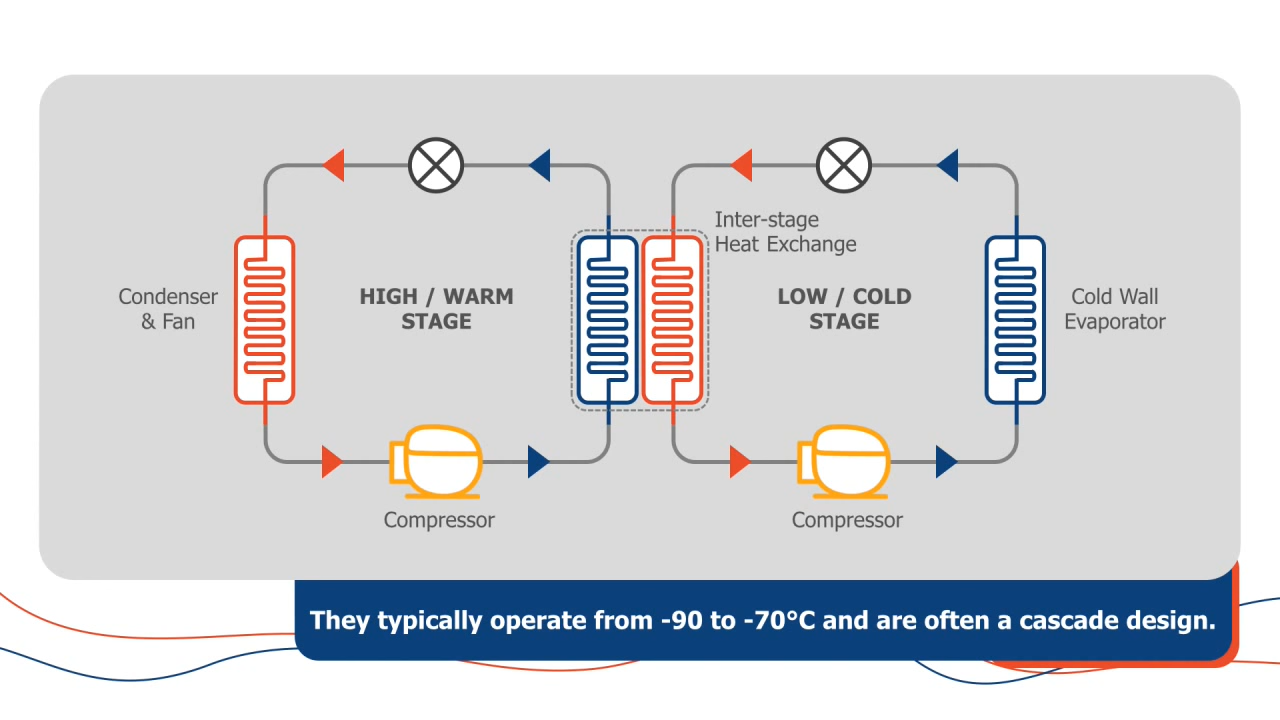 Inter-stage
Heat Exchange
Condenser
& Fan
HIGH / WARM
STAGE
LOW / COLD
STAGE
Cold Wall
Evaporator
Compressor
Compressor
They typically operate from -90 to -70°C and are often a cascade design.